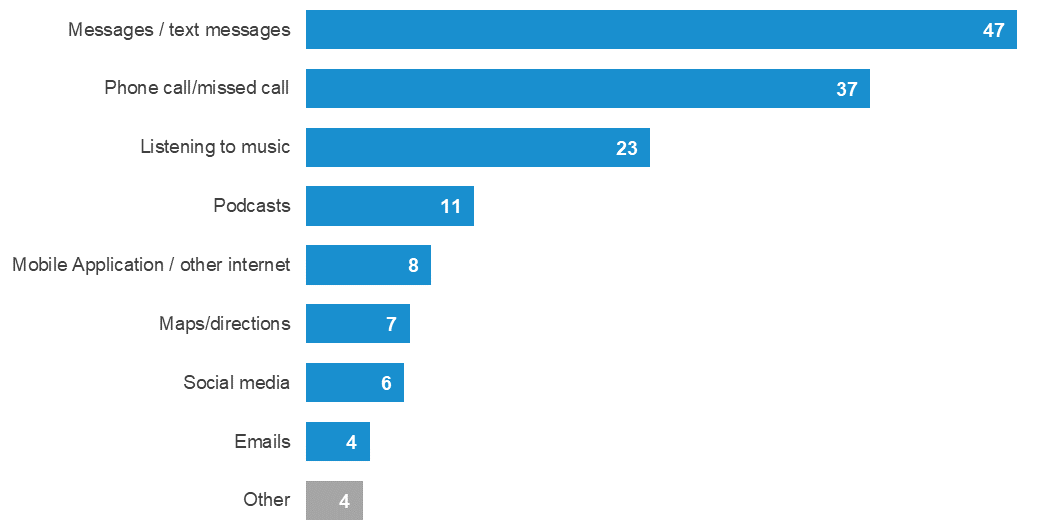 Messages / text messages 47
Phone call/missed call 37
Listening to music 23
Podcasts 11
Mobile Application / other internet 8
Maps/directions 7
Social media 6
Emails 4
Other 4